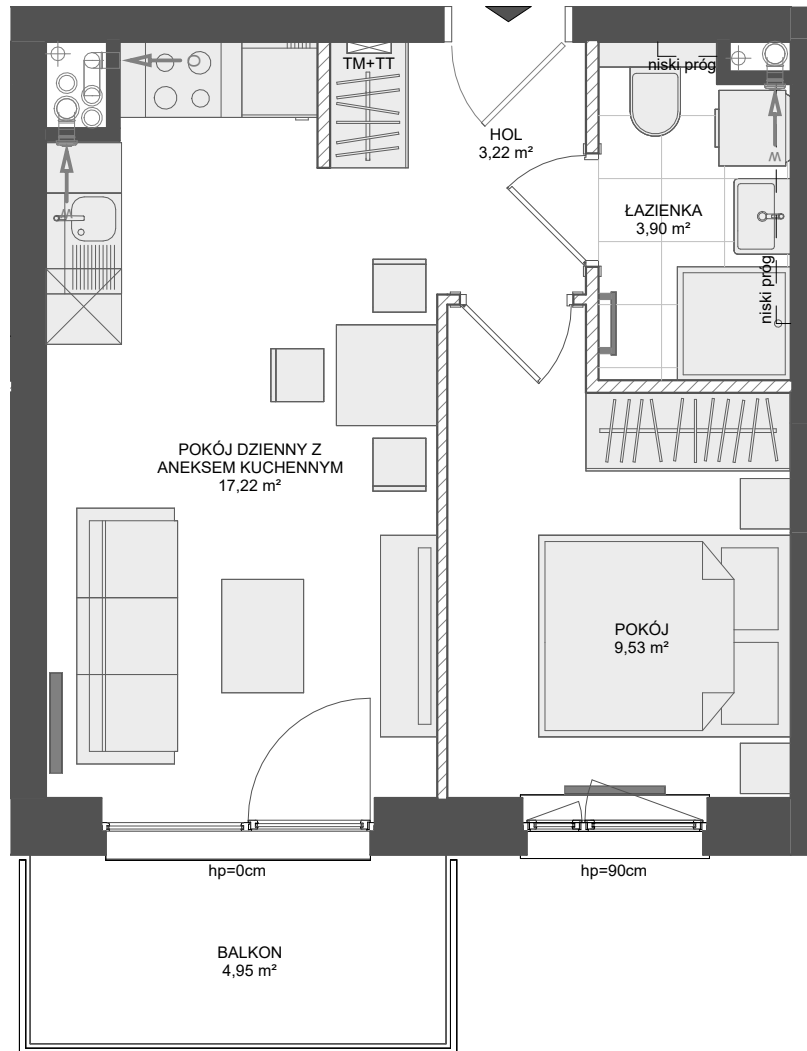 TM+TT
niski próg
HOL
3,22 m²
ŁAZIENKA
3,90 m²
niski próg
POKÓJ DZIENNY Z
ANEKSEM KUCHENNYM
17,22 m²
POKÓJ
9,53 m²
hp=0cm
hp=90cm
BALKON
4,95 m²